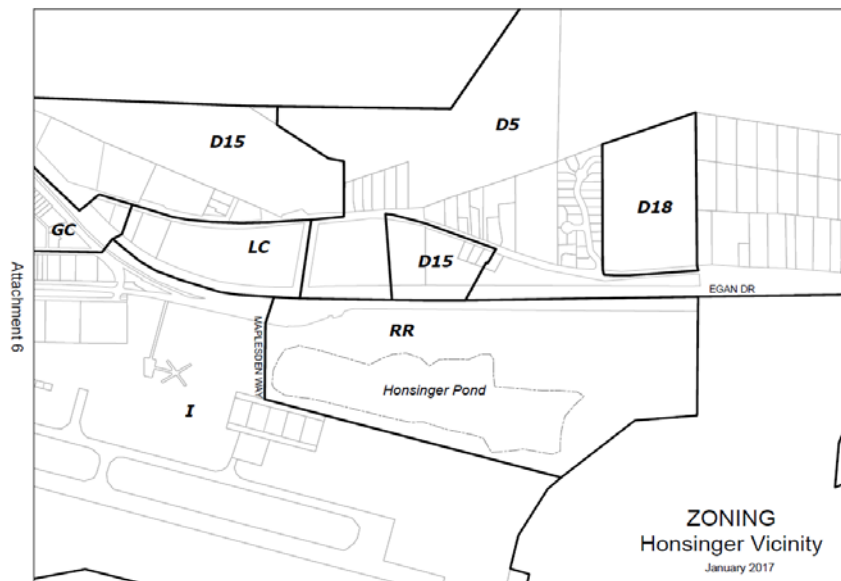 D5
D15
D18
GC
LC
D15
Attachment 6
EGAN DR
MAPLESDEN WAY
RR
Honsinger Pond
I
ZONING
Honsinger Vicinity
January 2017